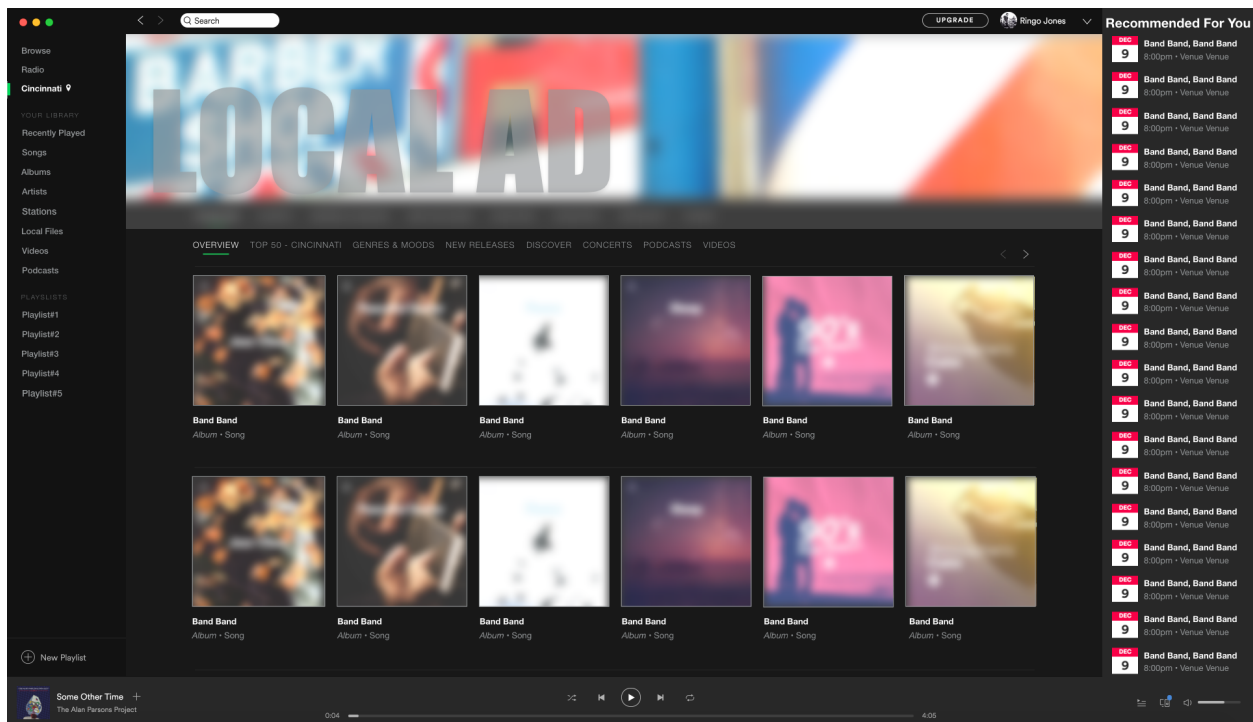 Search
UPGRADE
Ringo Jones
Browse
Radio
Cincinnati
YOUR LIBRARY
Recently Played
Songs
Albums
Artists
Stations
Local Files
Videos
Podcasts
PLAYLISTS
Playlist#1
Playlist#2
Playlist#3
Playlist#4
Playlist#5
New Playlist
LOCAL AD
OVERVIEW TOP 50 - CINCINNATI GENRES & MOODS NEW RELEASES DISCOVER CONCERTS PODCASTS VIDEOS
Band Band
Album • Song
Band Band
Album • Song
Band Band
Album • Song
Band Band
Album • Song
Band Band
Album • Song
Band Band
Album • Song
Band Band
Album • Song
Band Band
Album • Song
Band Band
Album • Song
Band Band
Album • Song
Band Band
Album • Song
Band Band
Album • Song
Recommended For You
DEC
9
Band Band, Band Band
8:00pm • Venue Venue
DEC
9
Band Band, Band Band
8:00pm • Venue Venue
DEC
9
Band Band, Band Band
8:00pm • Venue Venue
DEC
9
Band Band, Band Band
8:00pm • Venue Venue
DEC
9
Band Band, Band Band
8:00pm • Venue Venue
DEC
9
Band Band, Band Band
8:00pm • Venue Venue
DEC
9
Band Band, Band Band
8:00pm • Venue Venue
DEC
9
Band Band, Band Band
8:00pm • Venue Venue
DEC
9
Band Band, Band Band
8:00pm • Venue Venue
DEC
9
Band Band, Band Band
8:00pm • Venue Venue
DEC
9
Band Band, Band Band
8:00pm • Venue Venue
DEC
9
Band Band, Band Band
8:00pm • Venue Venue
DEC
9
Band Band, Band Band
8:00pm • Venue Venue
DEC
9
Band Band, Band Band
8:00pm • Venue Venue
DEC
9
Band Band, Band Band
8:00pm • Venue Venue
DEC
9
Band Band, Band Band
8:00pm • Venue Venue
DEC
9
Band Band, Band Band
8:00pm • Venue Venue
DEC
9
Band Band, Band Band
8:00pm • Venue Venue
Some Other Time
The Alan Parsons Project
0:04
4:05